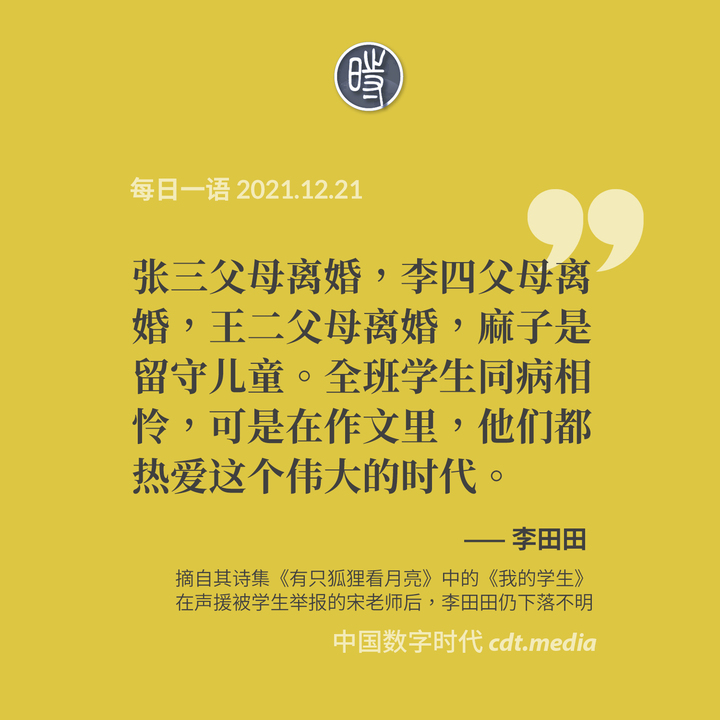 時
每日一语 2021.12.21
张三父母离婚，李四父母离
婚，王二父母离婚，麻子是
留守儿童。全班学生同病相
怜，可是在作文里，他们都
热爱这个伟大的时代。
—— 李田田
摘自其诗集《有只狐狸看月亮》中的《我的学生》
在声援被学生举报的宋老师后，李田田仍下落不明
中国数字时代 cdt.media